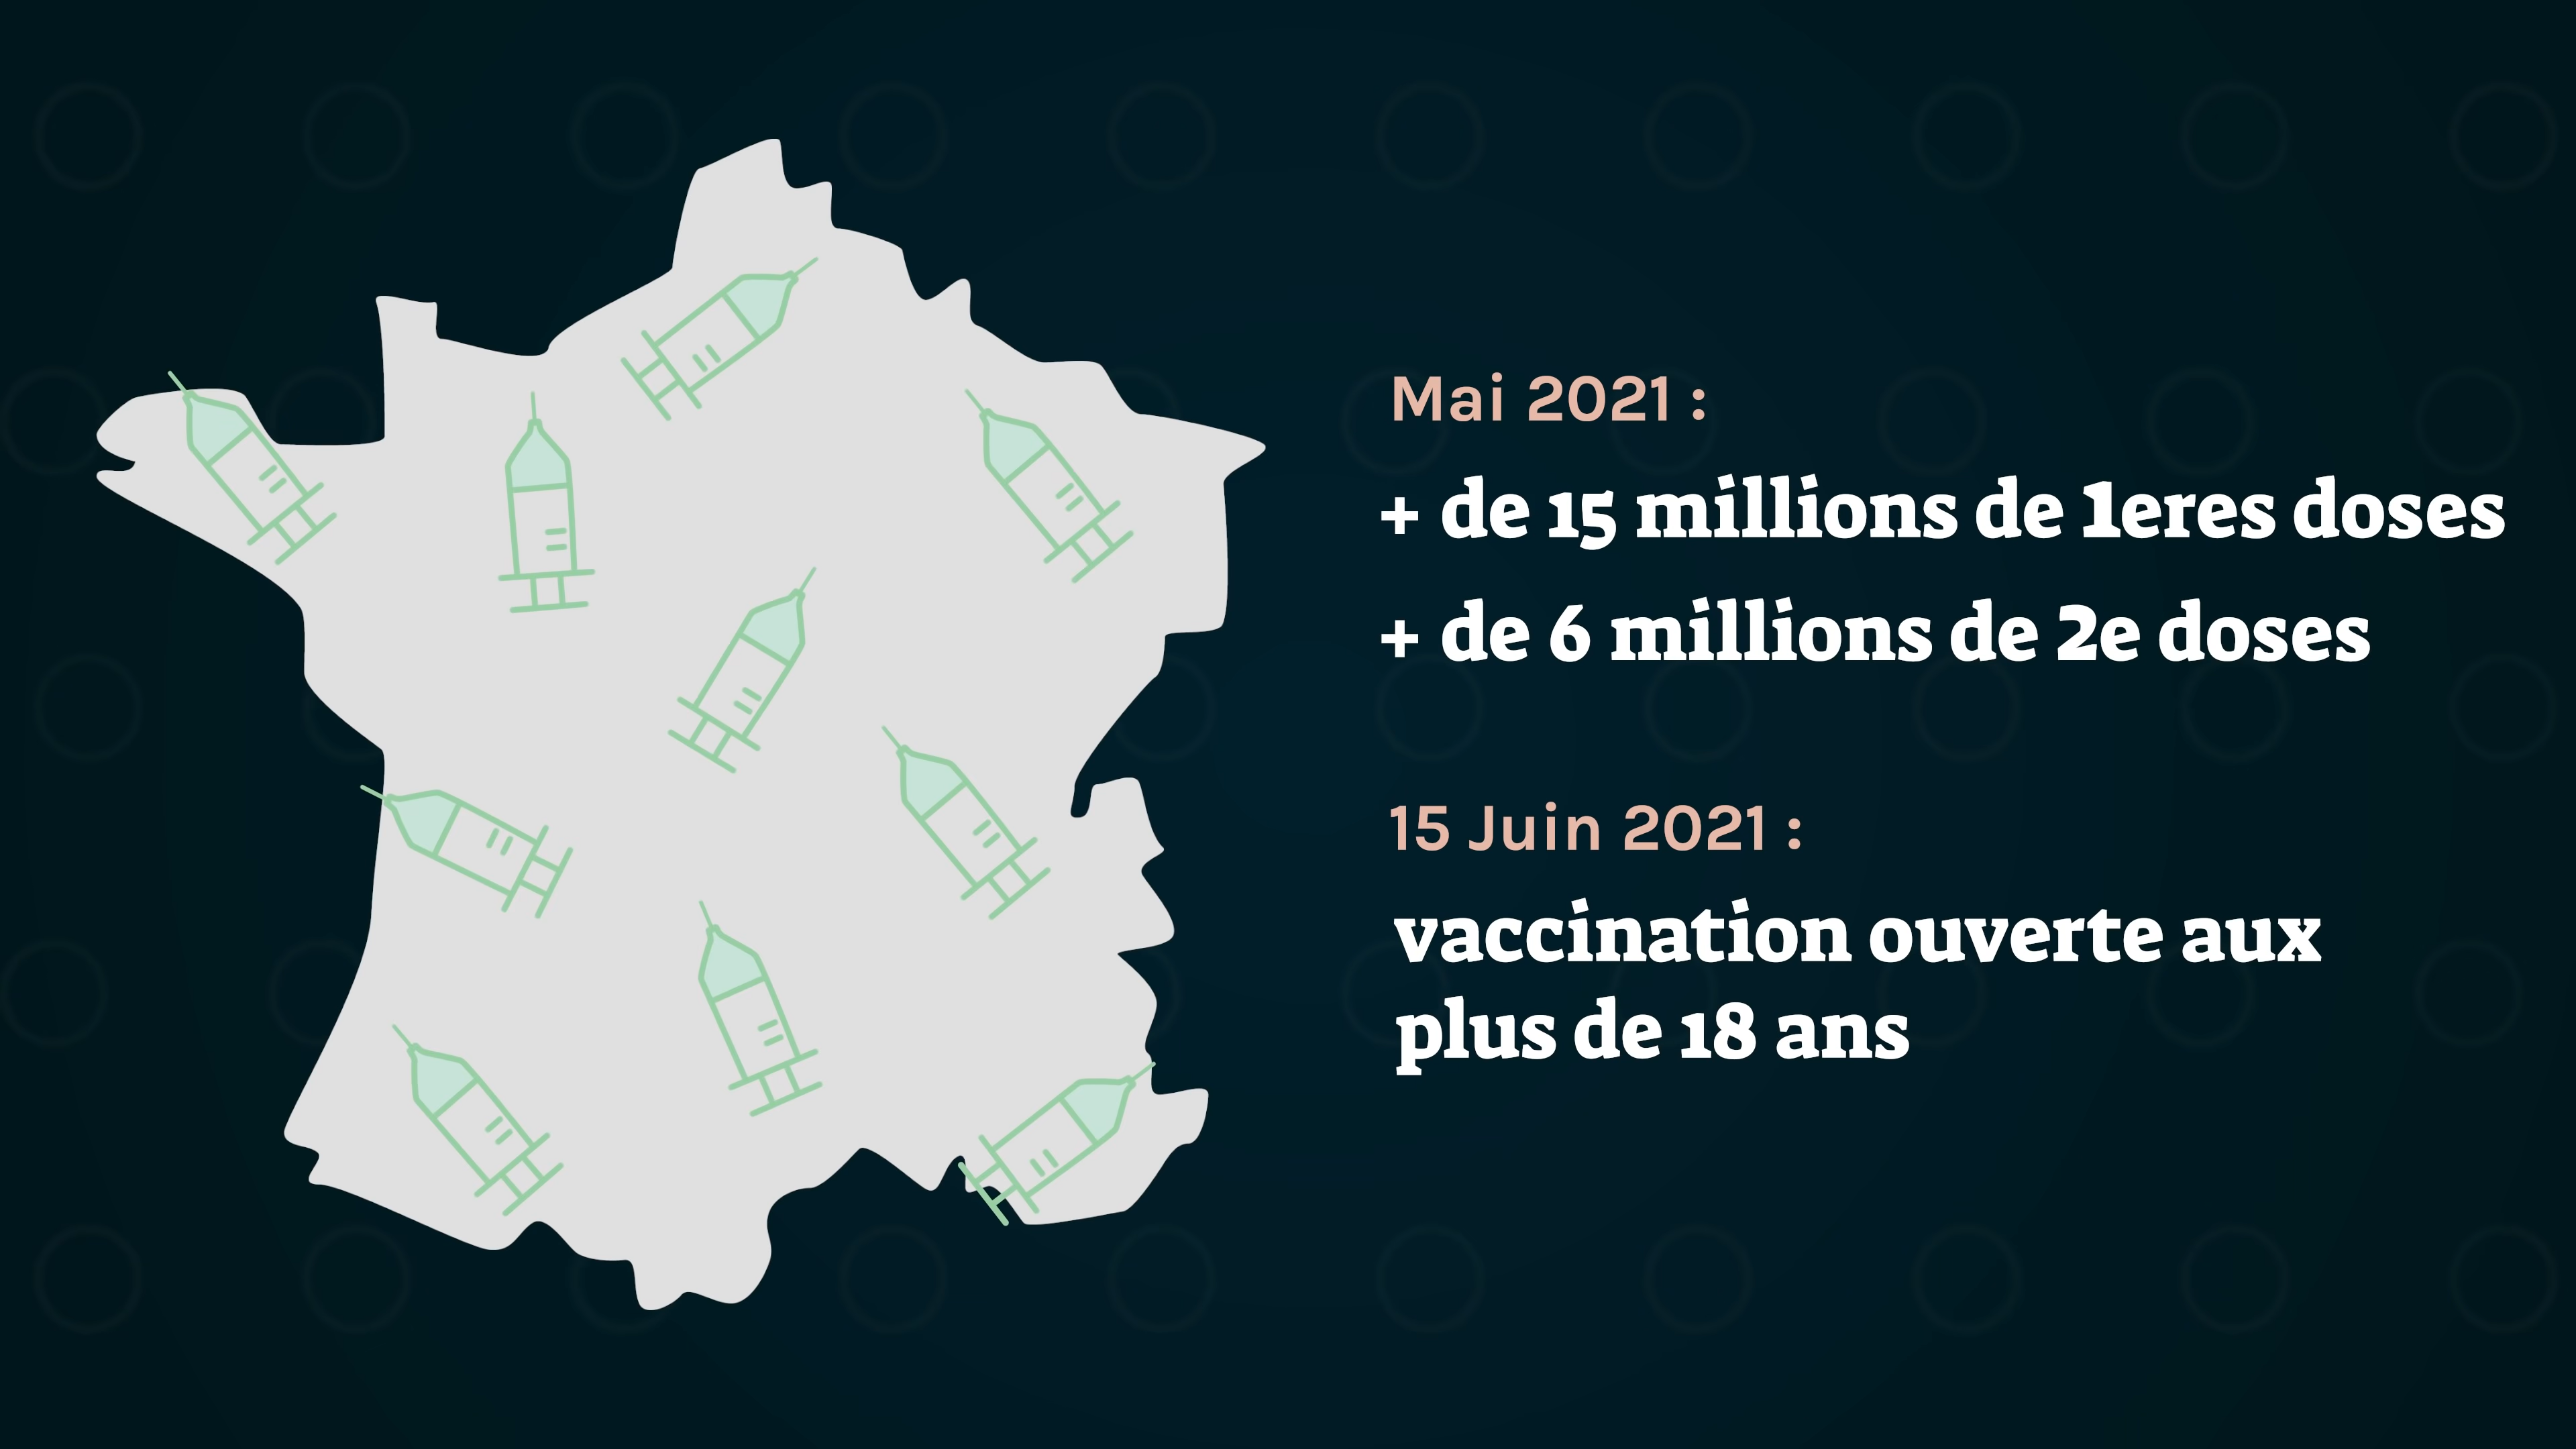 Mai 2021 :
+ de 15 millions de 1eres doses
+ de 6 millions de 2e doses
15 Juin 2021 :
vaccination ouverte aux
plus de 18 ans